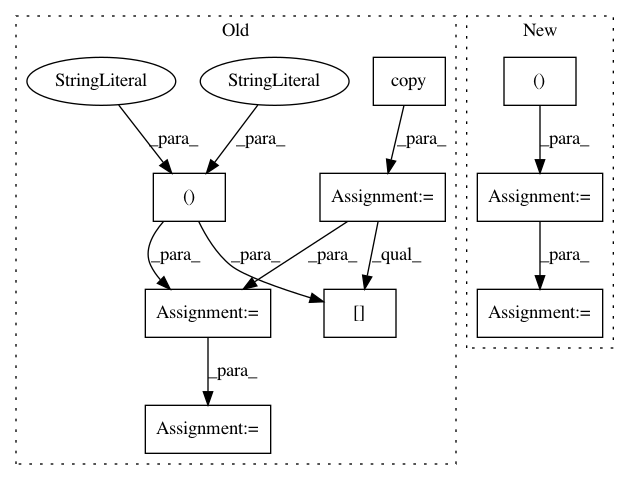 Old
New
StringLiteral
StringLiteral
copy
()
_para_
_para_
_para_
_para_
()
Assignment:=
Assignment:=
_para_
_para_
_para_
_qual_
_para_
Assignment:=
[]
Assignment:=
_para_
Assignment:=